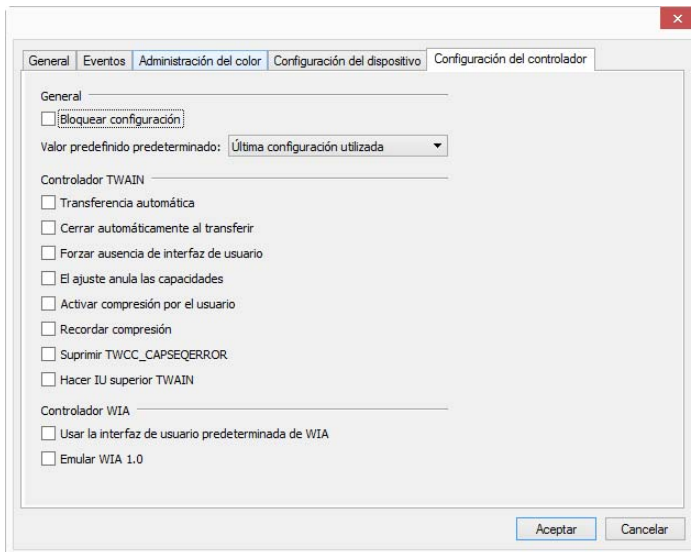 General Eventos Administración del color Configuración del dispositivo Configuración del controlador
General
Bloquear configuración
Valor predefinido predeterminado: Última configuración utilizada
Controlador TWAIN
Transferencia automática
Cerrar automáticamente al transferir
Forzar ausencia de interfaz de usuario
El ajuste anula las capacidades
Activar compresión por el usuario
Recordar compresión
Suprimir TWCC_CAPSEQERROR
Hacer IU superior TWAIN
Controlador WIA
Usar la interfaz de usuario predeterminada de WIA
Emular WIA 1.0
Aceptar Cancelar